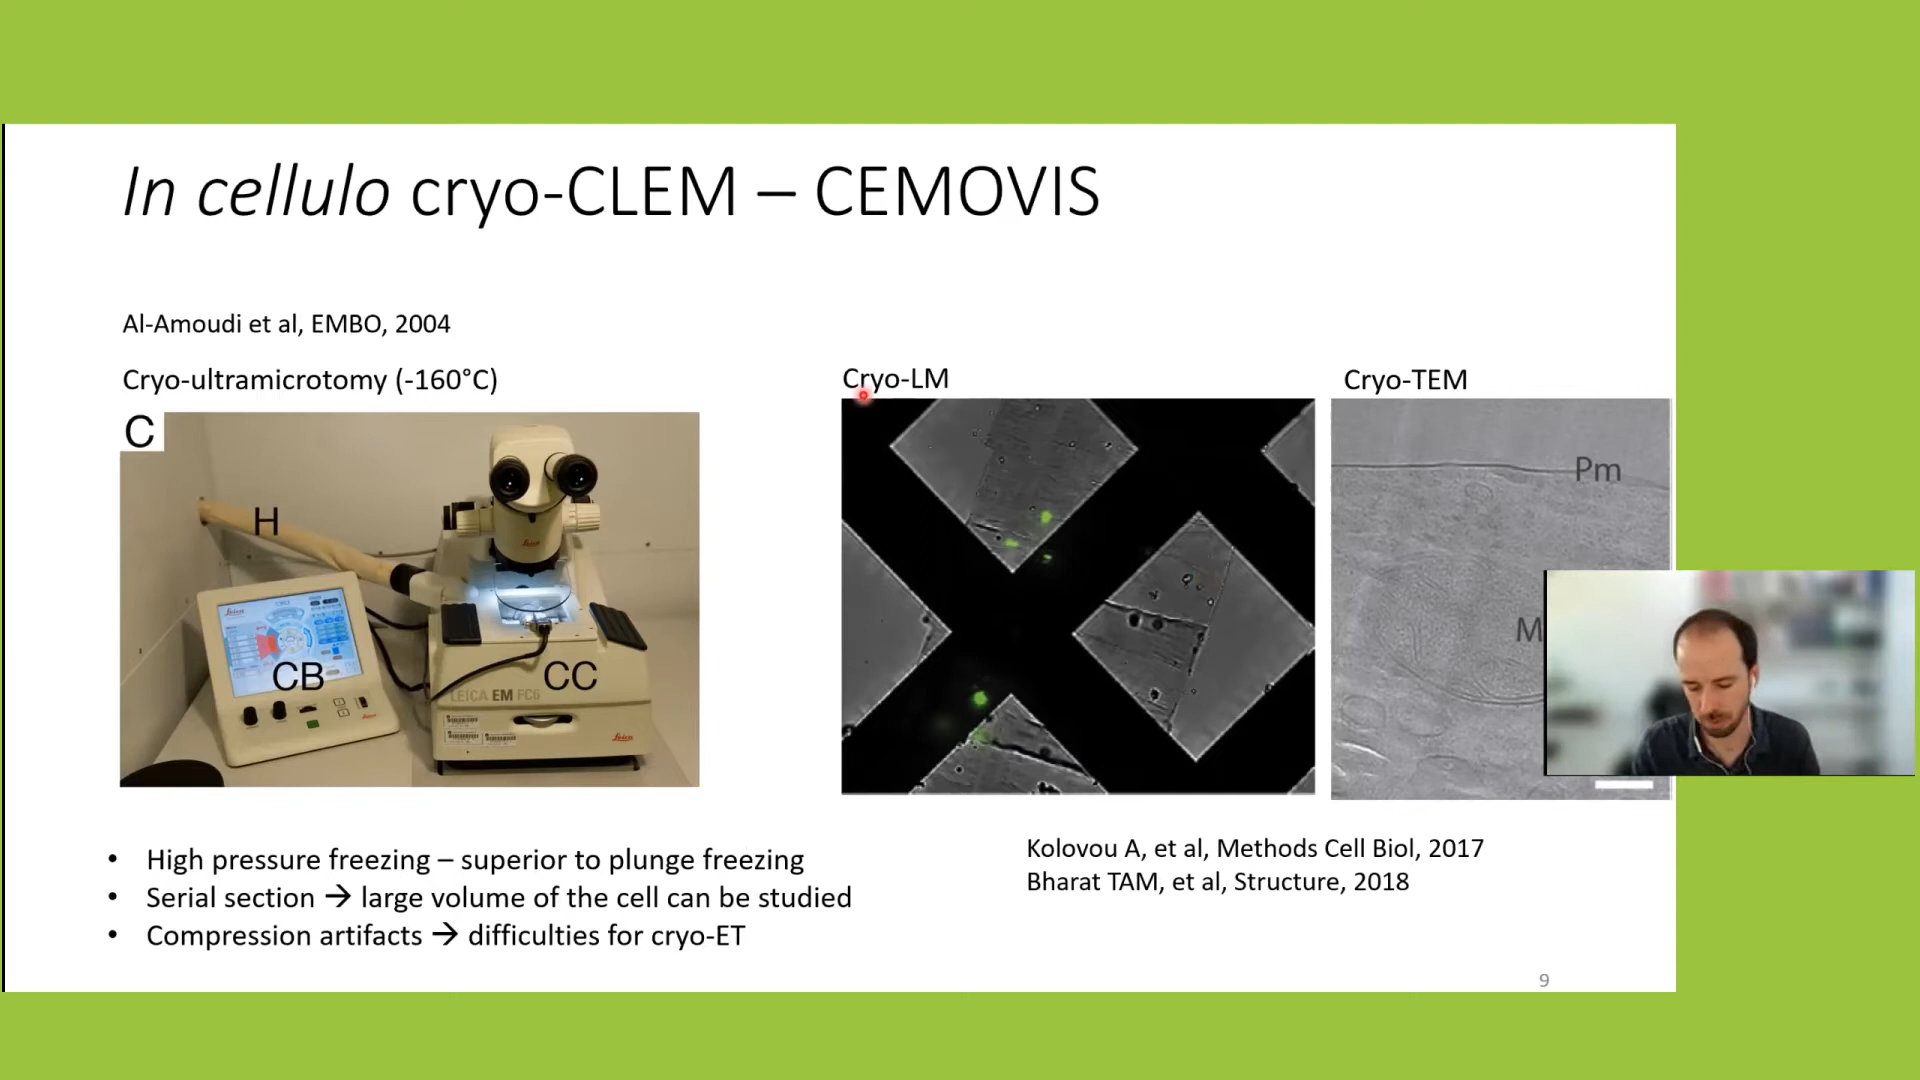 In cellulo cryo-CLEM – CEMOVIS
Al-Amoudi et al, EMBO, 2004
Cryo-ultramicrotomy (-160°C)
Cryo-LM
Cryo-TEM
C
H
CB
CC
LEICA EM FC6
Leica
Pm
M
• High pressure freezing – superior to plunge freezing
• Serial section → large volume of the cell can be studied
• Compression artifacts → difficulties for cryo-ET
Kolovou A, et al, Methods Cell Biol, 2017
Bharat TAM, et al, Structure, 2018
9